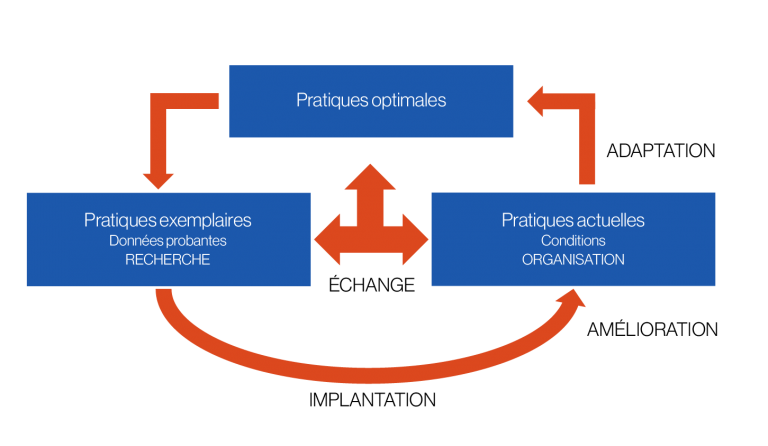 Pratiques optimales
ADAPTATION
Pratiques exemplaires
Données probantes
RECHERCHE
Pratiques actuelles
Conditions
ORGANISATION
ÉCHANGE
AMÉLIORATION
IMPLANTATION